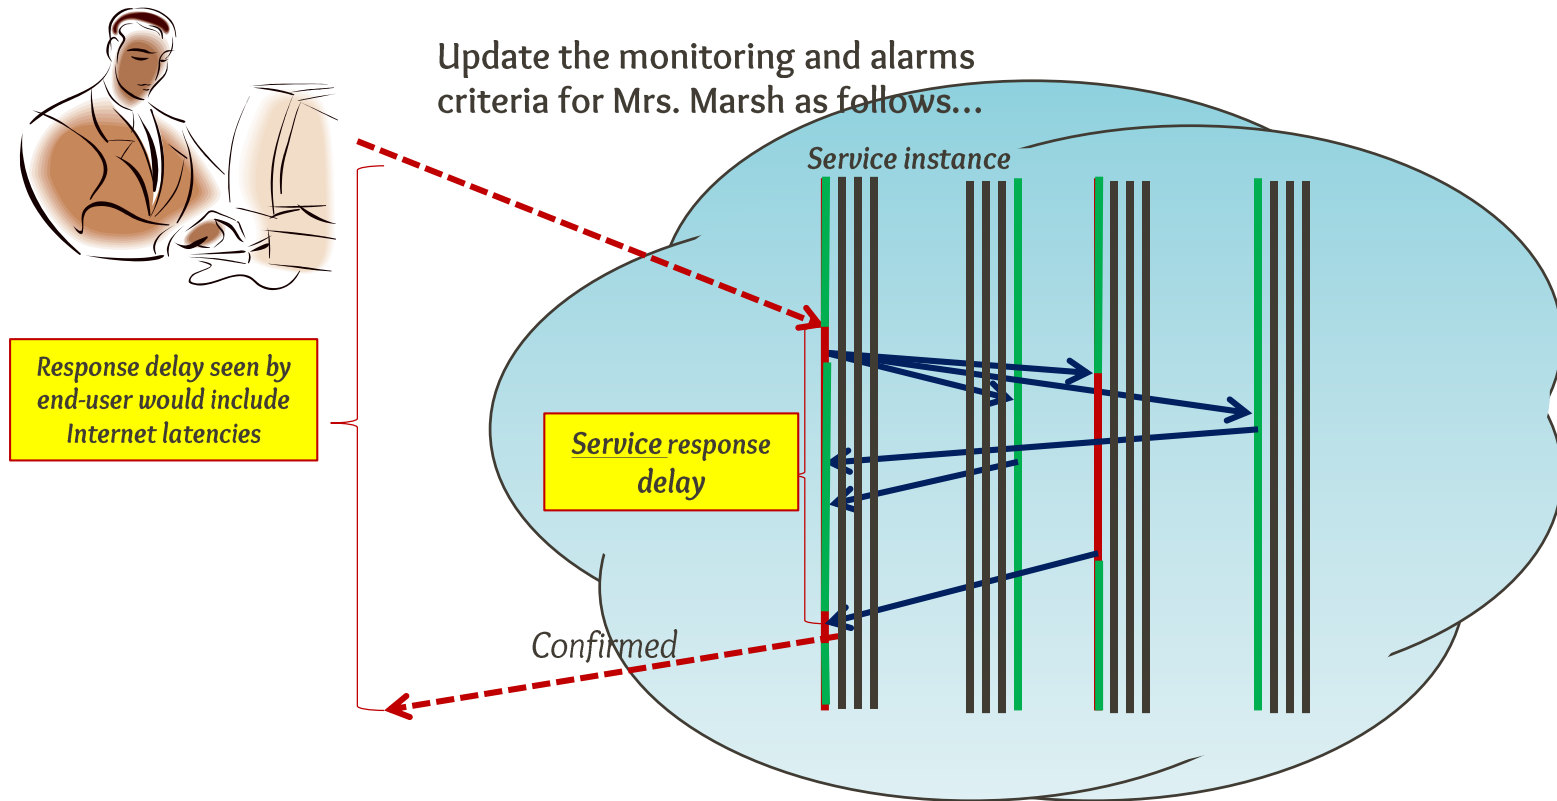 Update the monitoring and alarms
criteria for Mrs. Marsh as follows…
Service instance
Response delay seen by
end-user would include
Internet latencies
Service response
delay
Confirmed